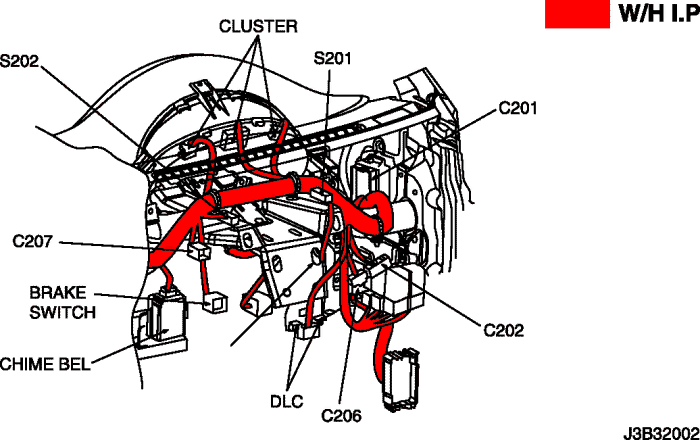 W/H I.P
CLUSTER
S202
S201
C201
C207
BRAKE
SWITCH
CHIME BEL
C202
DLC
C206
J3B32002